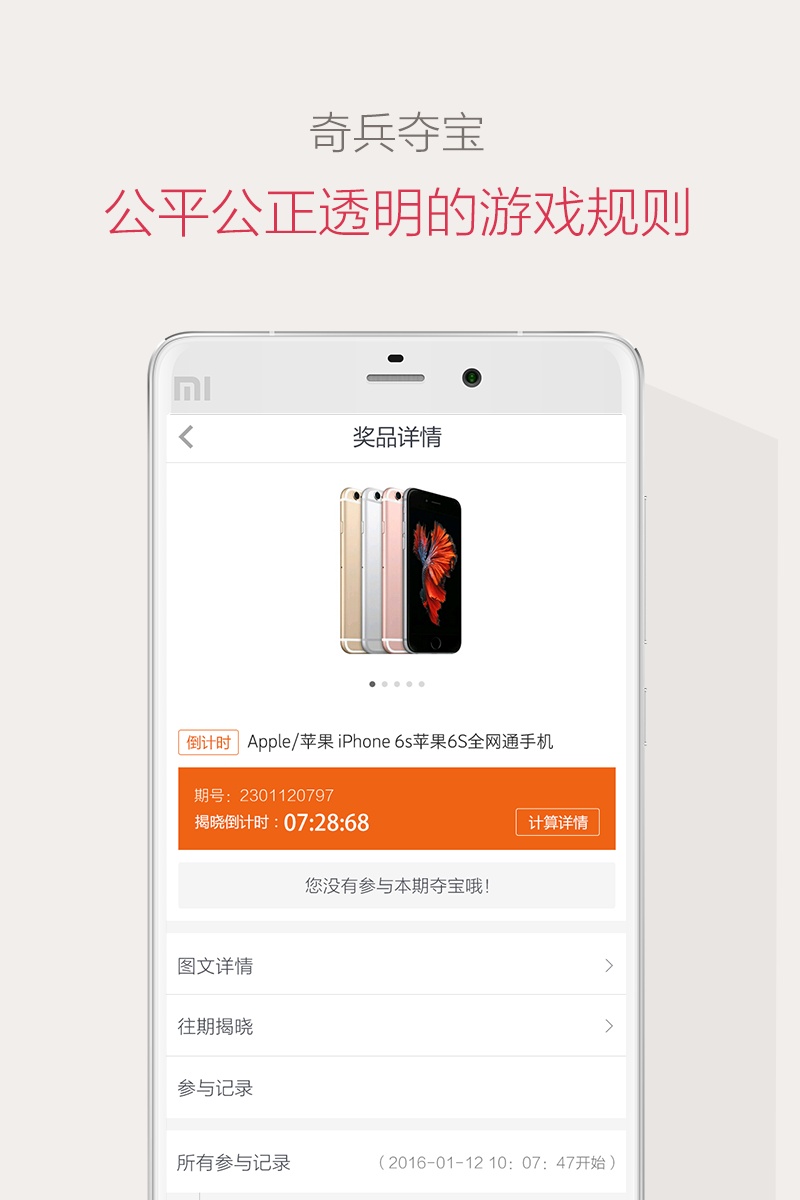 奇兵夺宝
公平公正透明的游戏规则
mi
奖品详情
倒计时 Apple/苹果 iPhone 6s苹果6S全网通手机
期号：2301120797
揭晓倒计时：07:28:68 计算详情
您没有参与本期夺宝哦！
图文详情
往期揭晓
参与记录
所有参与记录 （2016-01-12 10：07：47开始）